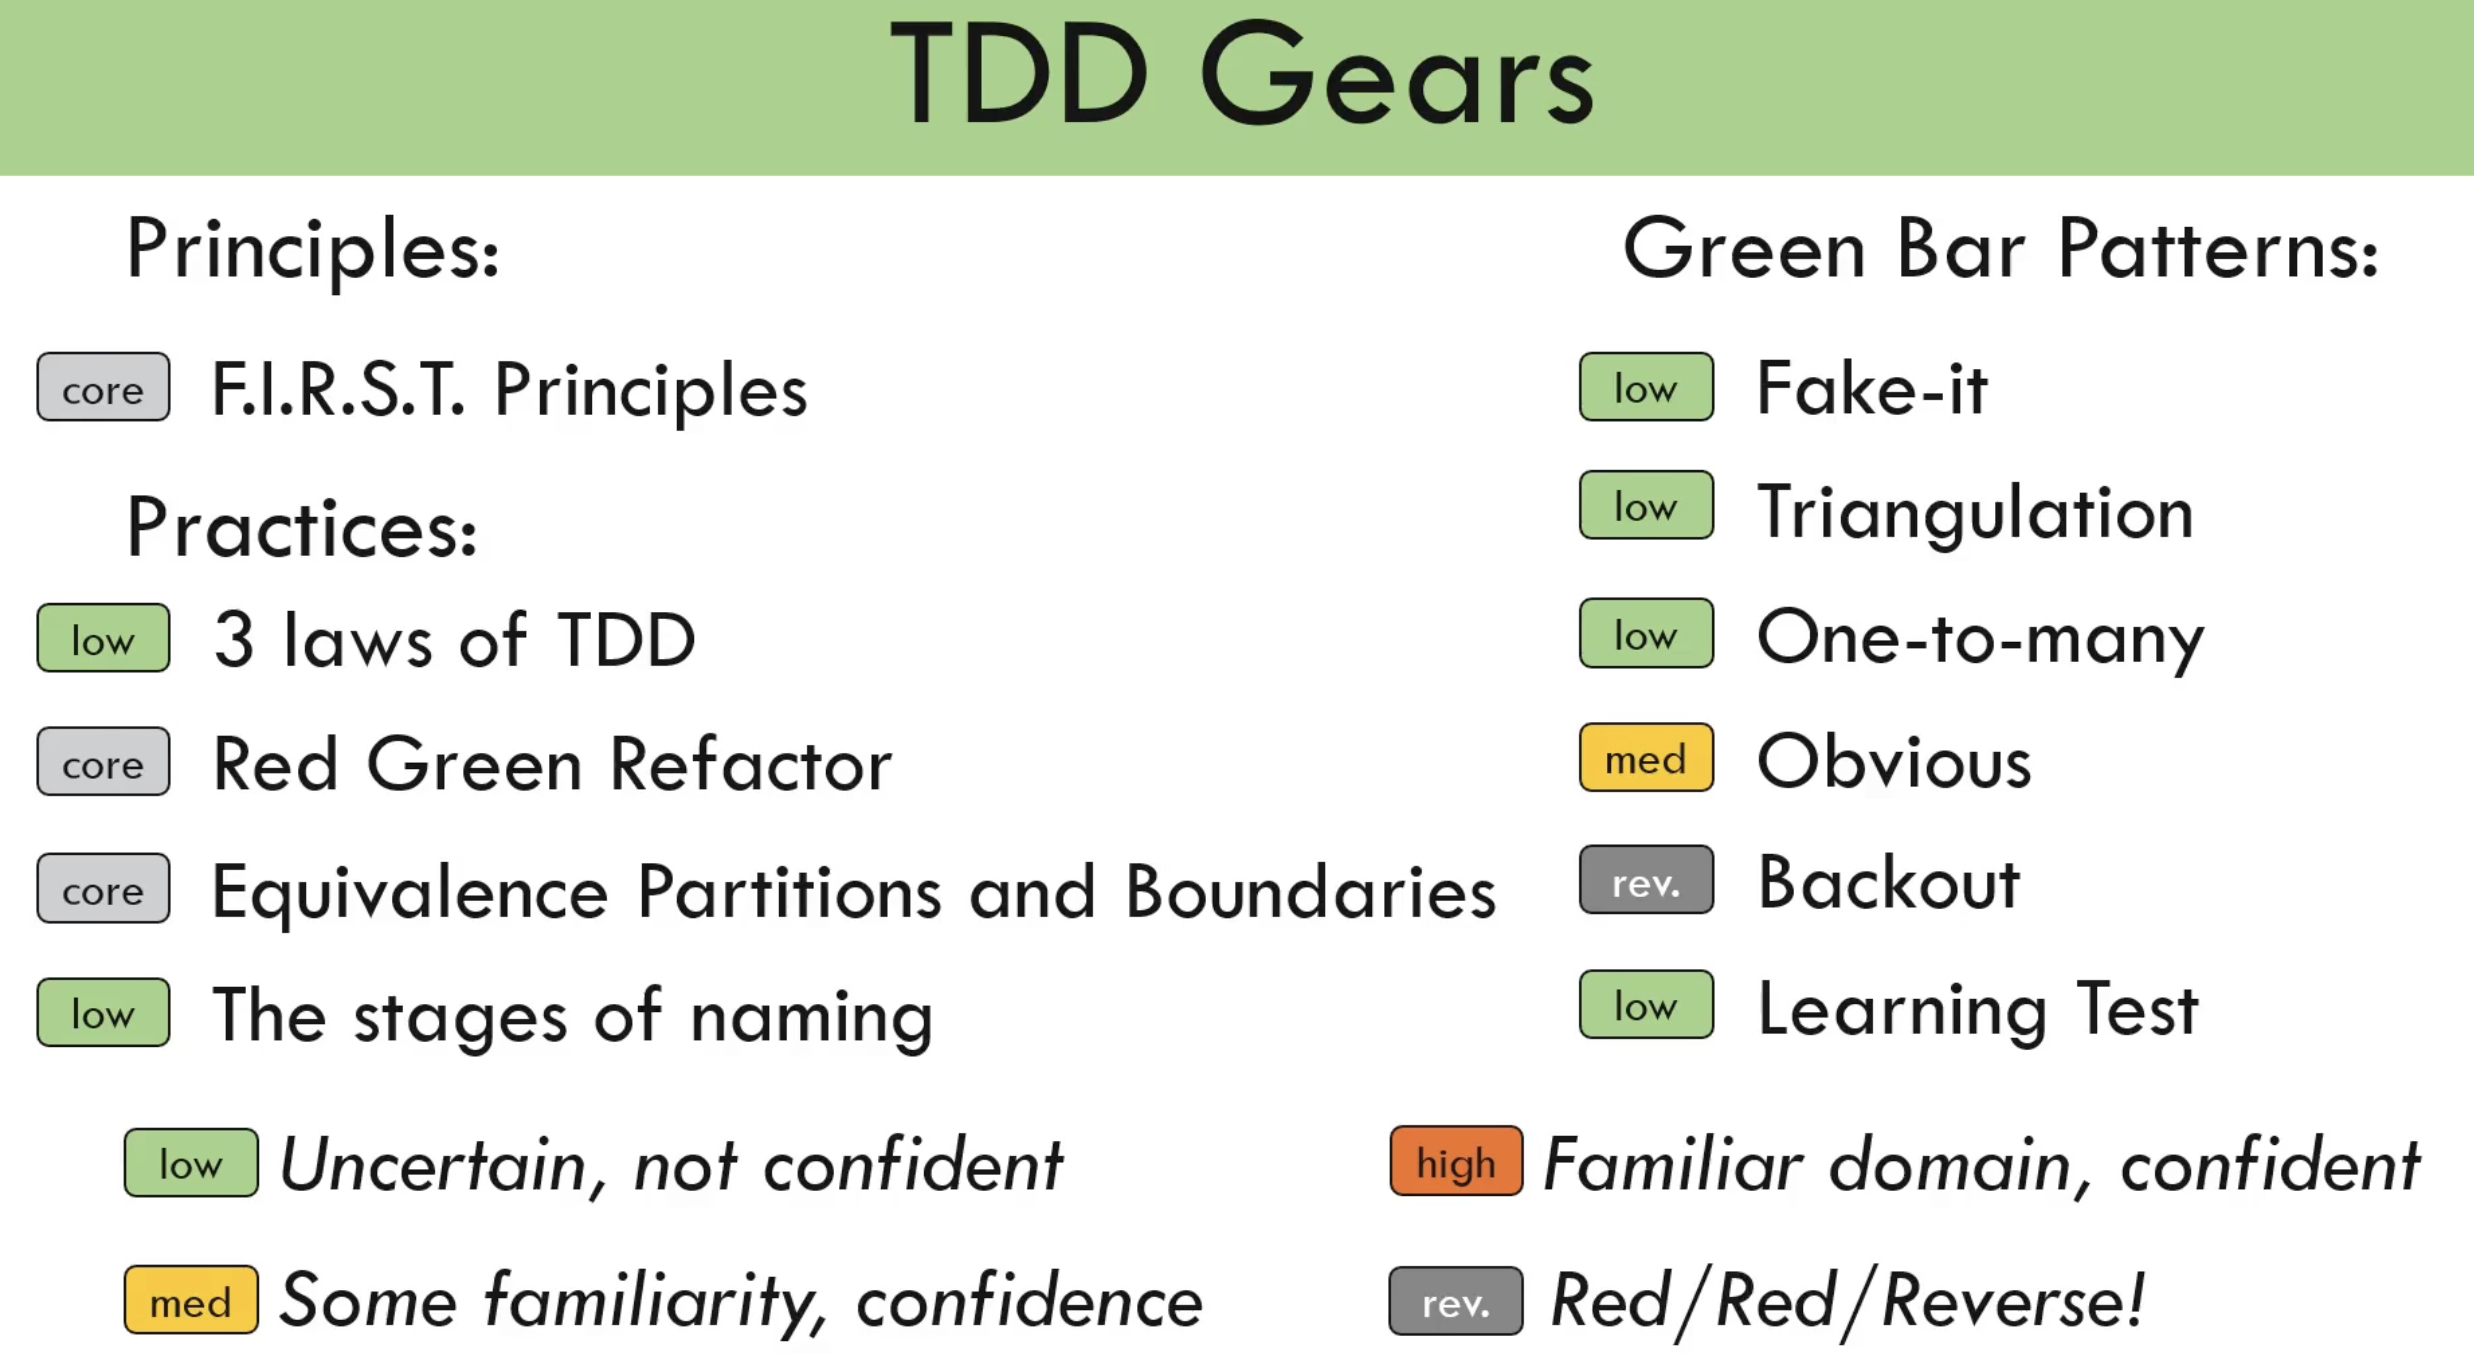 TDD Gears
Principles:
core F.I.R.S.T. Principles
Practices:
low 3 laws of TDD
core Red Green Refactor
core Equivalence Partitions and Boundaries
low The stages of naming
Green Bar Patterns:
low Fake-it
low Triangulation
low One-to-many
med Obvious
rev. Backout
low Learning Test
low Uncertain, not confident
med Some familiarity, confidence
high Familiar domain, confident
rev. Red/Red/Reverse!